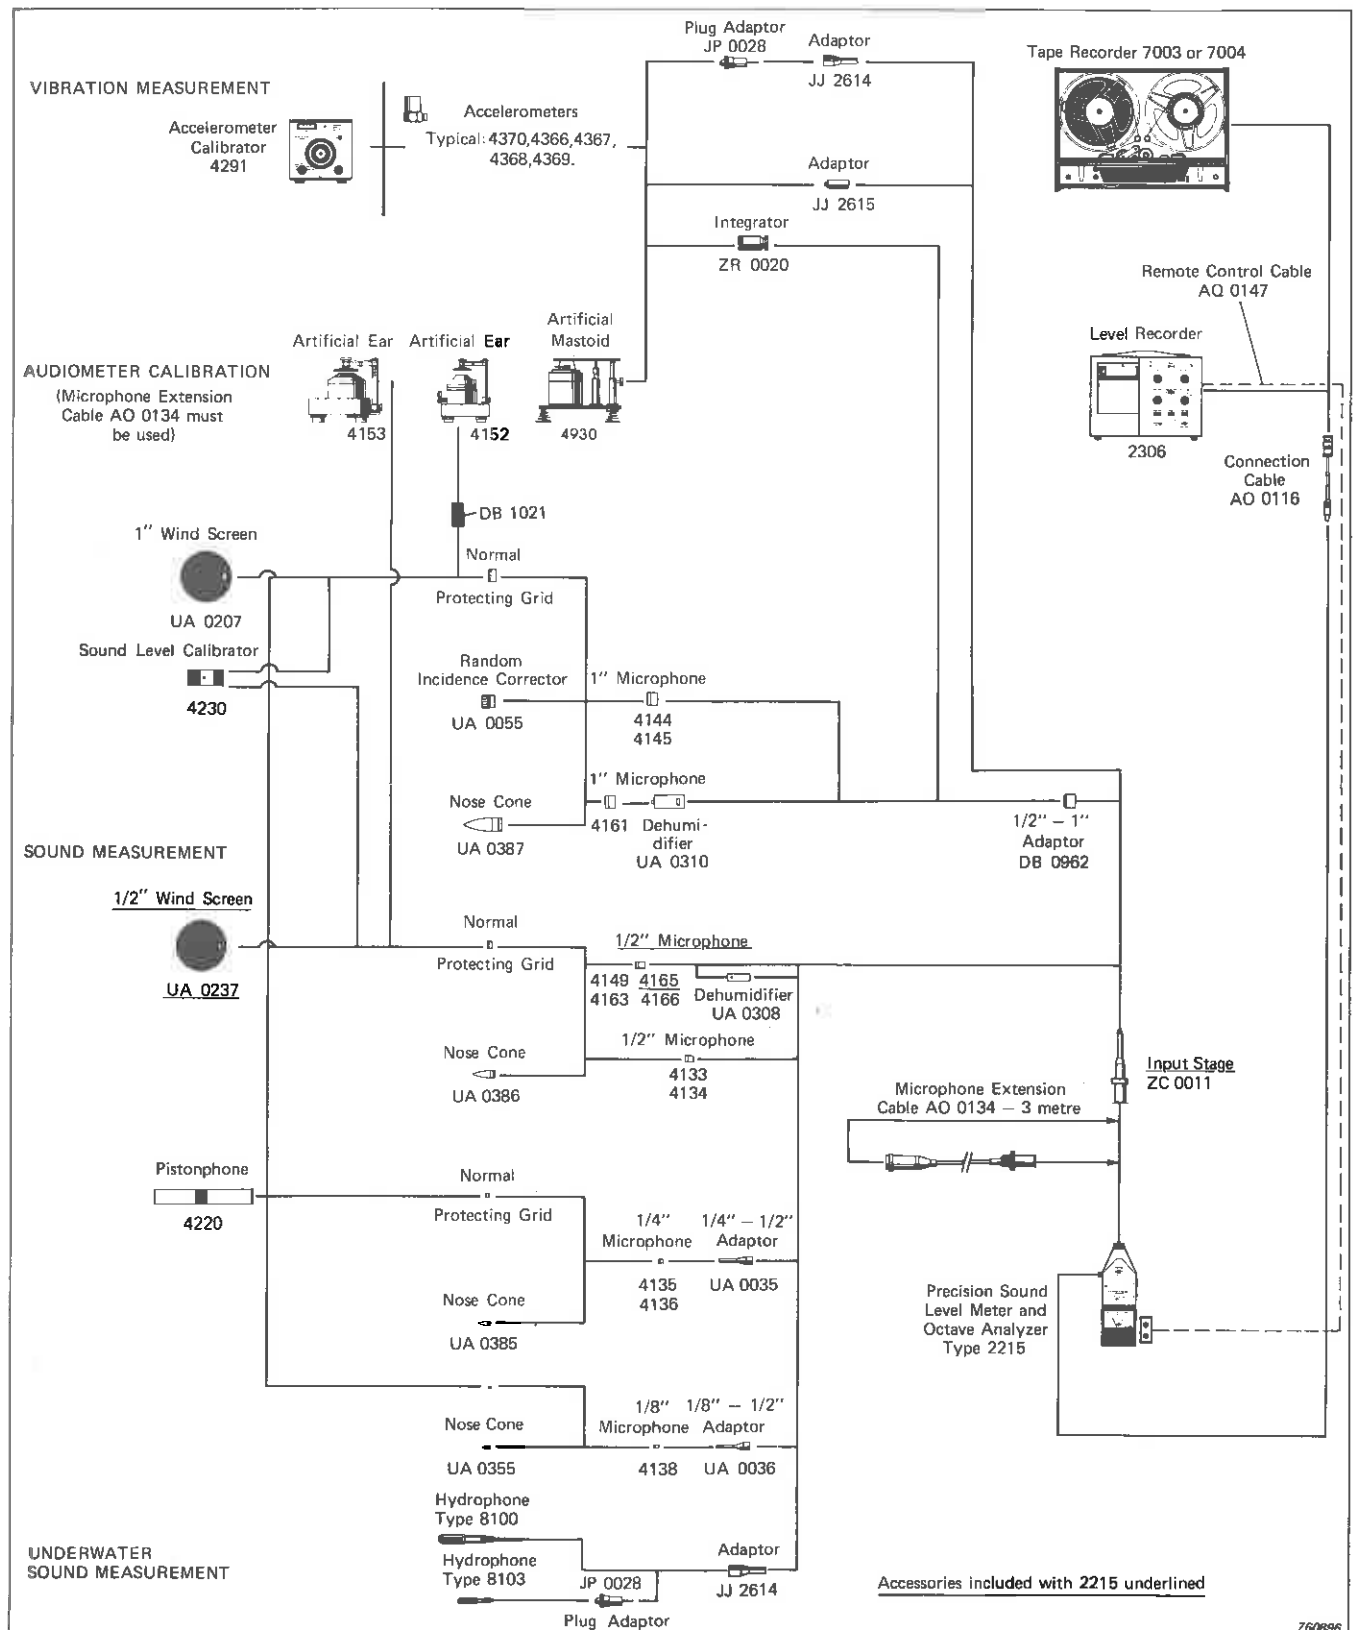 Plug Adaptor
JP 0028
Adaptor
JJ 2614
Tape Recorder 7003 or 7004
VIBRATION MEASUREMENT
Accelerometer
Calibrator
4291
Accelerometers
Typical: 4370,4366,4367,
4368,4369.
Adaptor
JJ 2615
Integrator
ZR 0020
Remote Control Cable
AQ 0147
Artificial Ear
4153
Artificial Ear
4152
Artificial
Mastoid
4930
Level Recorder
2306
AUDIOMETER CALIBRATION
(Microphone Extension
Cable AO 0134 must
be used)
Connection
Cable
AO 0116
DB 1021
1" Wind Screen
UA 0207
Normal
Protecting Grid
Sound Level Calibrator
4230
Random
Incidence Corrector
UA 0055
1" Microphone
4144
4145
1" Microphone
4161
Dehumi-
difier
UA 0310
Nose Cone
UA 0387
1/2" – 1"
Adaptor
DB 0962
SOUND MEASUREMENT
1/2" Wind Screen
UA 0237
Normal
Protecting Grid
1/2" Microphone
4149 4165
4163 4166
Dehumidifier
UA 0308
1/2" Microphone
4133
4134
Nose Cone
UA 0386
Input Stage
ZC 0011
Microphone Extension
Cable AO 0134 – 3 metre
Pistonphone
4220
Normal
Protecting Grid
1/4"
Microphone
4135
4136
1/4" – 1/2"
Adaptor
UA 0035
Nose Cone
UA 0385
Precision Sound
Level Meter and
Octave Analyzer
Type 2215
Nose Cone
UA 0355
1/8"
Microphone
4138
1/8" – 1/2"
Adaptor
UA 0036
Hydrophone
Type 8100
UNDERWATER
SOUND MEASUREMENT
Hydrophone
Type 8103
JP 0028
Plug Adaptor
Adaptor
JJ 2614
Accessories included with 2215 underlined
760896